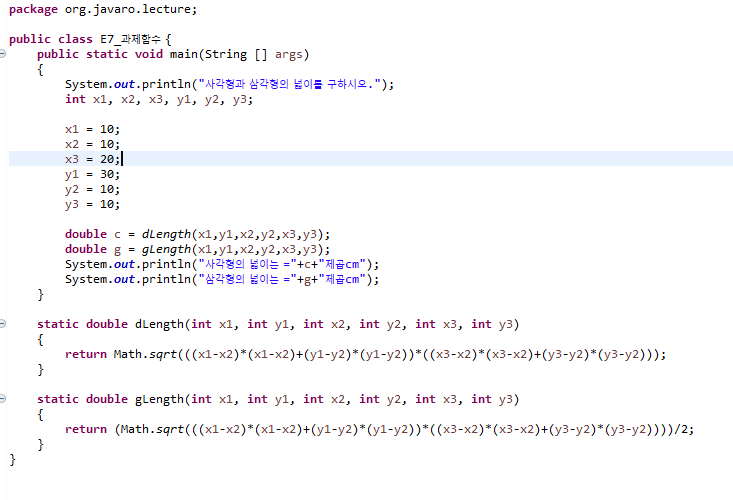 package org.javaro.lecture;
public class E7_과제함수 {
public static void main(String [] args)
{
System.out.println("사각형과 삼각형의 넓이를 구하시오.");
int x1, x2, x3, y1, y2, y3;
x1 = 10;
x2 = 10;
x3 = 20;
y1 = 30;
y2 = 10;
y3 = 10;
double c = dLength(x1,y1,x2,y2,x3,y3);
double g = gLength(x1,y1,x2,y2,x3,y3);
System.out.println("사각형의 넓이는 ="+c+"제곱cm");
System.out.println("삼각형의 넓이는 ="+g+"제곱cm");
}
static double dLength(int x1, int y1, int x2, int y2, int x3, int y3)
{
return Math.sqrt(((x1-x2)*(x1-x2)+(y1-y2)*(y1-y2))*((x3-x2)*(x3-x2)+(y3-y2)*(y3-y2)));
}
static double gLength(int x1, int y1, int x2, int y2, int x3, int y3)
{
return (Math.sqrt(((x1-x2)*(x1-x2)+(y1-y2)*(y1-y2))*((x3-x2)*(x3-x2)+(y3-y2)*(y3-y2))))/2;
}
}